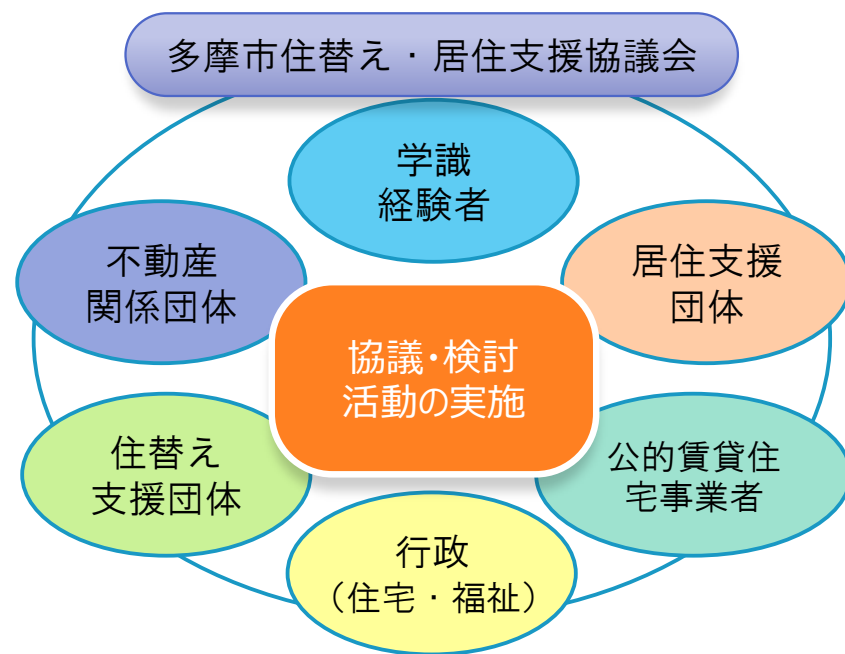 多摩市住替え・居住支援協議会
学識
経験者
不動産
関係団体
居住支援
団体
協議・検討
活動の実施
住替え
支援団体
公的賃貸住
宅事業者
行政
（住宅・福祉）